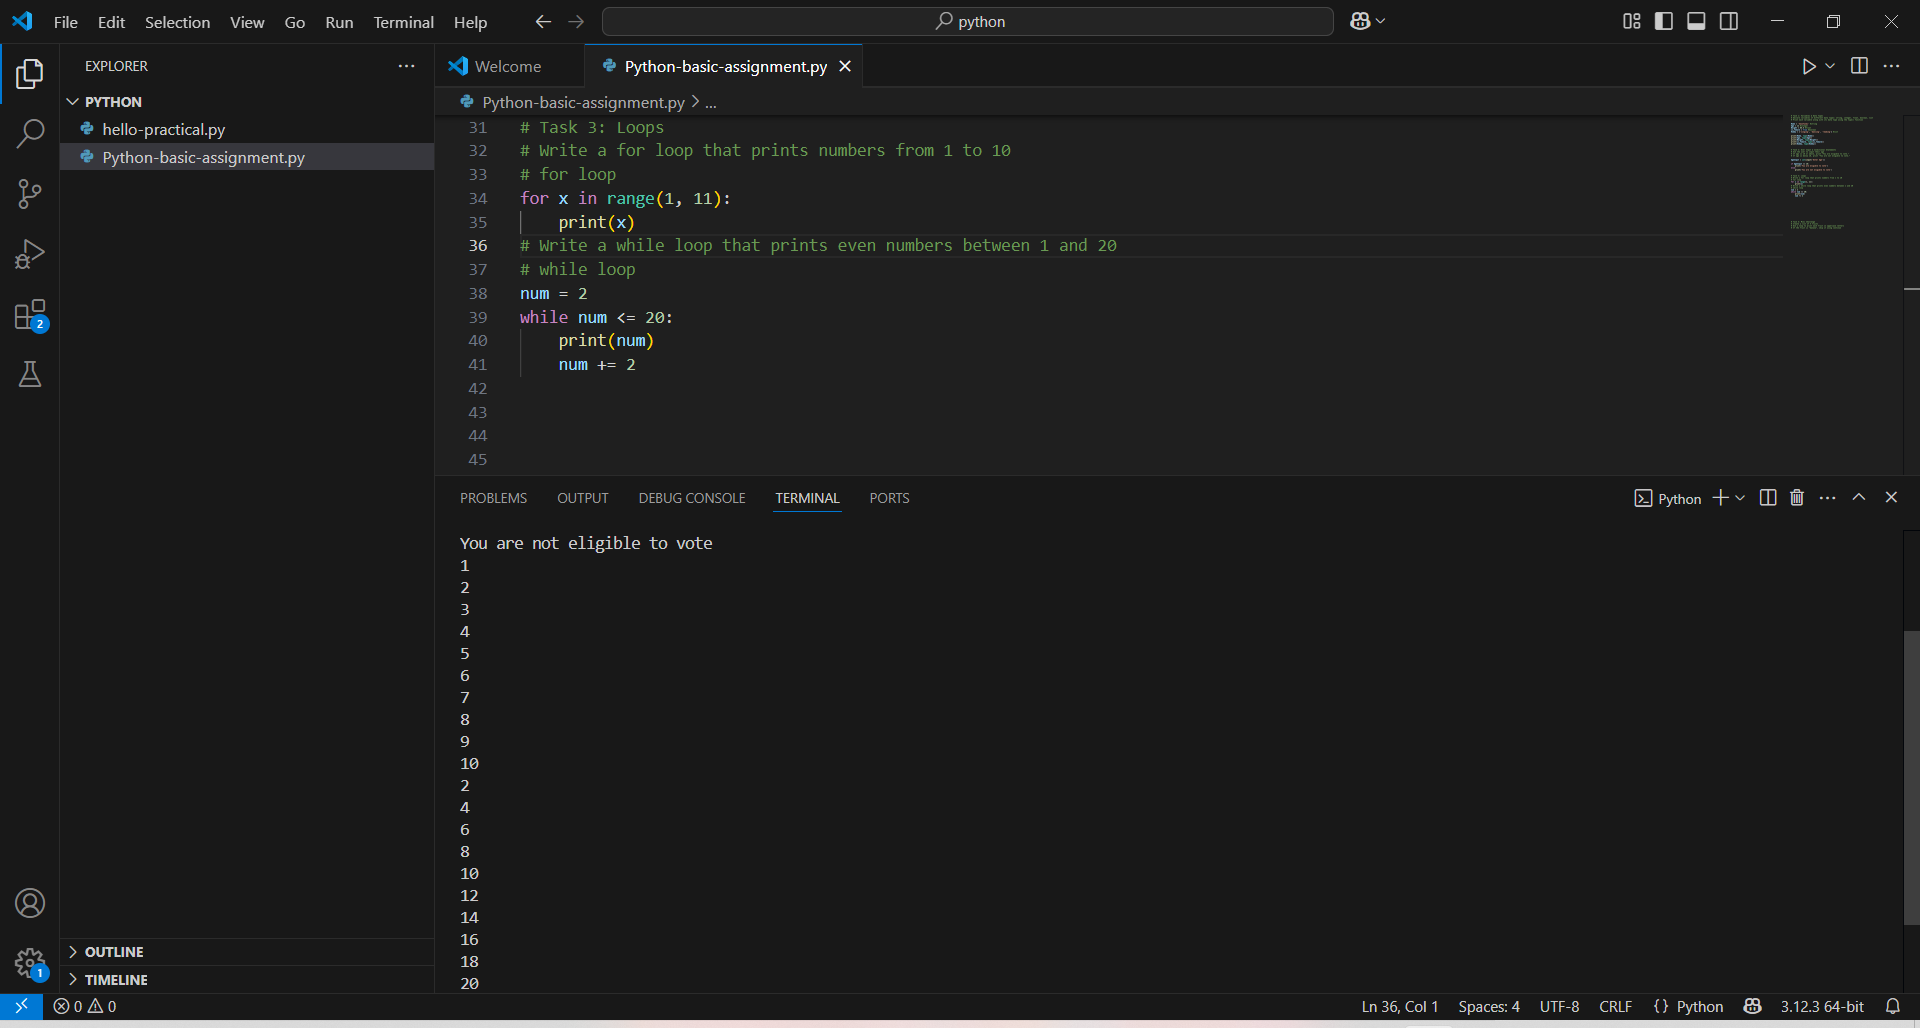 File Edit Selection View Go Run Terminal Help
python
EXPLORER
PYTHON
hello-practical.py
Python-basic-assignment.py
OUTLINE
TIMELINE
2
1
Welcome
Python-basic-assignment.py
Python-basic-assignment.py > ...
31 # Task 3: Loops
32 # Write a for loop that prints numbers from 1 to 10
33 # for loop
34 for x in range(1, 11):
35     print(x)
36 # Write a while loop that prints even numbers between 1 and 20
37 # while loop
38 num = 2
39 while num <= 20:
40     print(num)
41     num += 2
42
43
44
45
PROBLEMS OUTPUT DEBUG CONSOLE TERMINAL PORTS
Python
You are not eligible to vote
1
2
3
4
5
6
7
8
9
10
2
4
6
8
10
12
14
16
18
20
0 0
Ln 36, Col 1 Spaces: 4 UTF-8 CRLF {} Python 3.12.3 64-bit